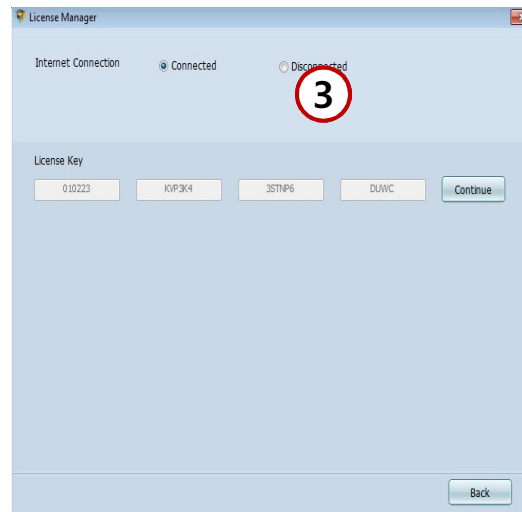 License Manager
Internet Connection Connected Disconnected
3
License Key
010223 KVP3K4 3STNP6 DUWC Continue
Back